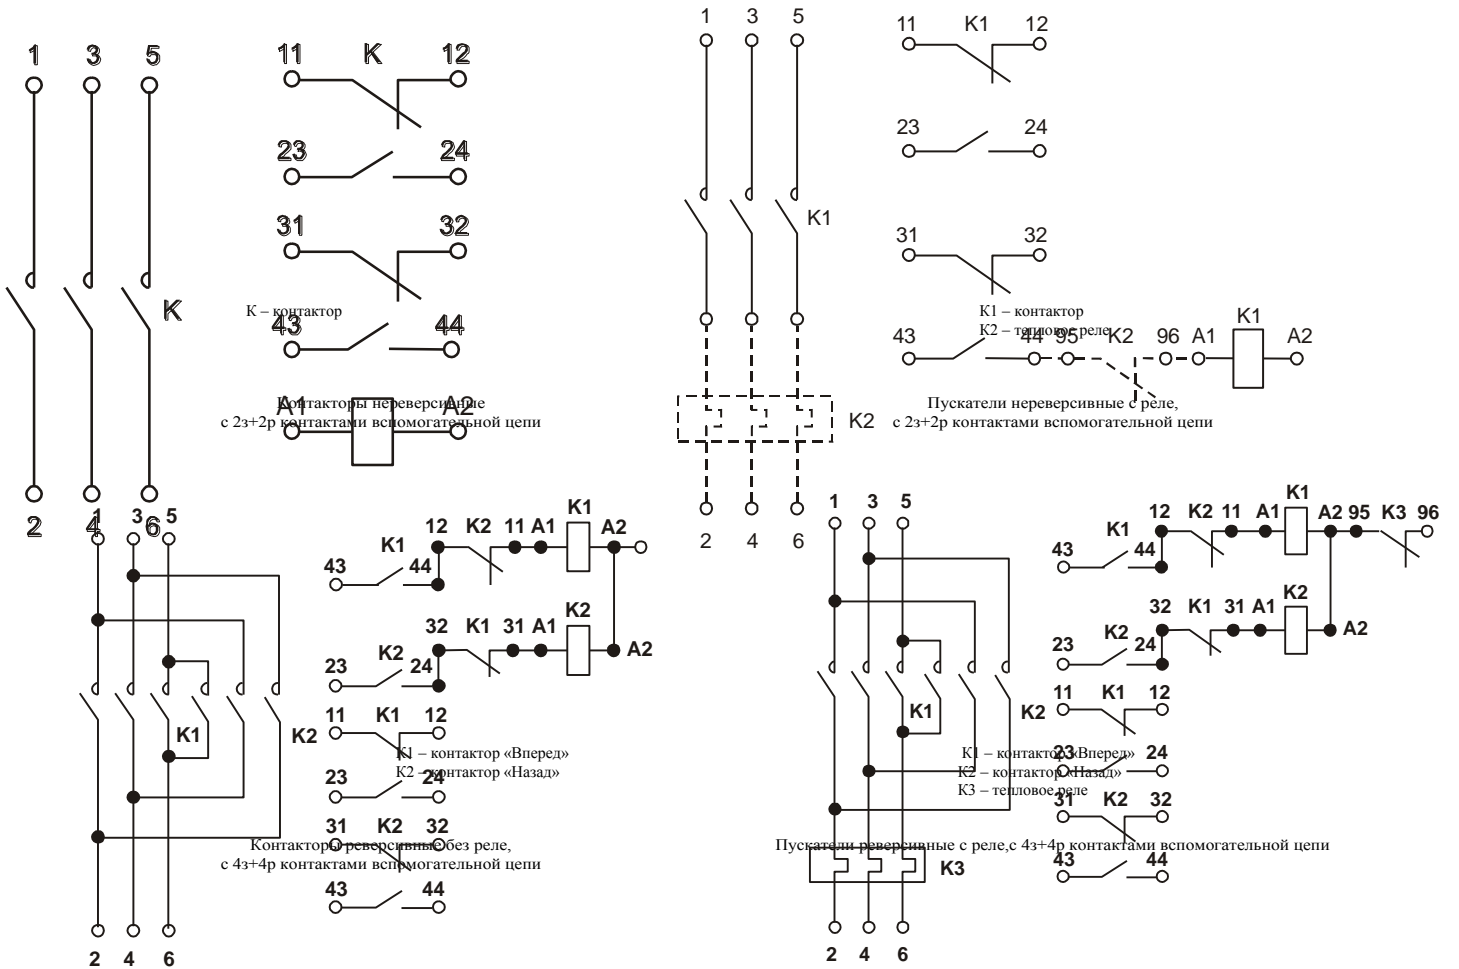 1 3 5
11 K 12
23 24
31 32
K
К – контактор
43 44
A1 A2
Контакторы нереверсивные
с 2з+2р контактами вспомогательной цепи
2 4 6
1 3 5
11 K1 12
23 24
K1
31 32
К1 – контактор
К2 – тепловое реле
K1
43 44 95 K2 96 A1 A2
K2
Пускатели нереверсивные с реле,
с 2з+2р контактами вспомогательной цепи
2 4 6
1 3 5
K1
12 K2 11 A1 A2
K1
43 44
K2
32 K1 31 A1
A2
K2
23 24
11 K1 12
K1
K2
К1 – контактор «Вперед»
К2 – контактор «Назад»
23 24
31 K2 32
Контакторы реверсивные без реле,
с 4з+4р контактами вспомогательной цепи
43 44
2 4 6
1 3 5
K1
12 K2 11 A1 A2 95 K3 96
K1
43 44
K2
32 K1 31 A1
A2
K2
23 24
11 K1 12
K1
K2
К1 – контактор «Вперед»
К2 – контактор «Назад»
К3 – тепловое реле
23 24
31 K2 32
Пускатели реверсивные с реле,с 4з+4р контактами вспомогательной цепи
43 44
K3
2 4 6